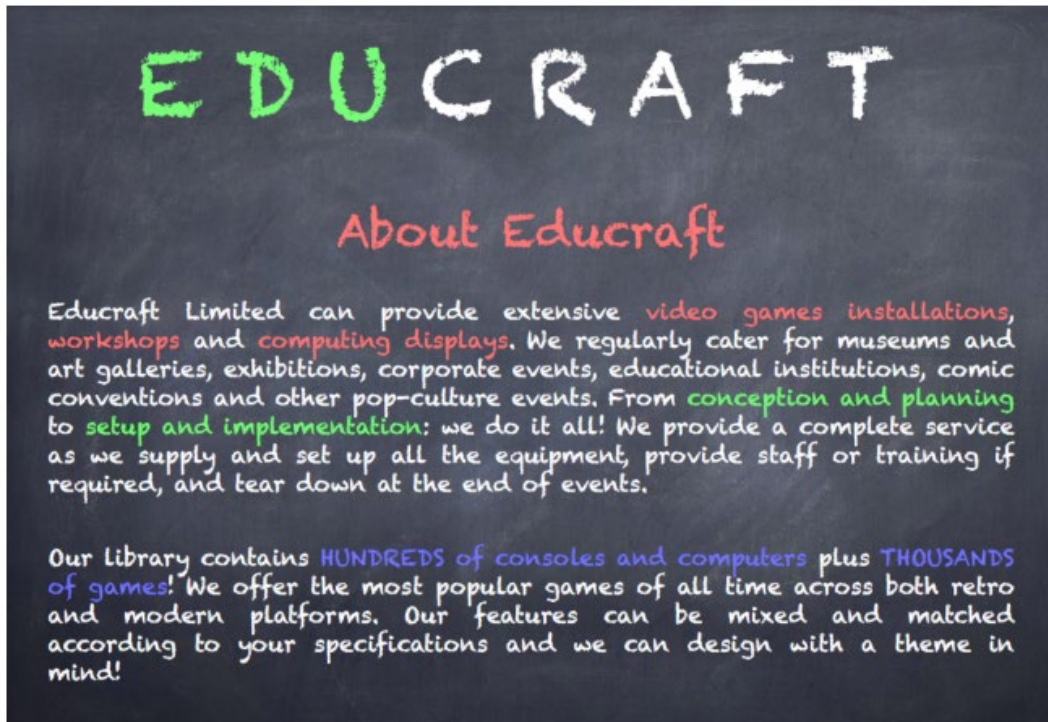 EDUCRAFT
About Educraft
Educraft Limited can provide extensive video games installations,
workshops and computing displays. We regularly cater for museums and
art galleries, exhibitions, corporate events, educational institutions, comic
conventions and other pop-culture events. From conception and planning
to setup and implementation: we do it all! We provide a complete service
as we supply and set up all the equipment, provide staff or training if
required, and tear down at the end of events.
Our library contains HUNDREDS of consoles and computers plus THOUSANDS
of games! We offer the most popular games of all time across both retro
and modern platforms. Our features can be mixed and matched
according to your specifications and we can design with a theme in
mind!